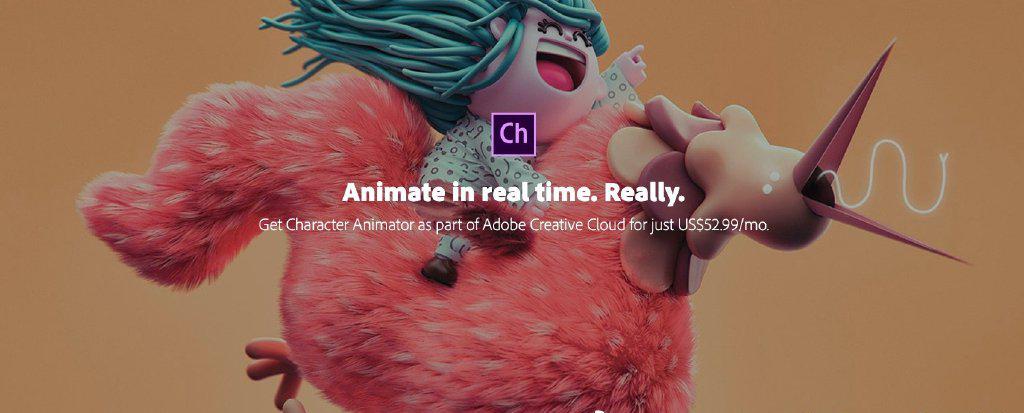 Ch
Animate in real time. Really.
Get Character Animator as part of Adobe Creative Cloud for just US$52.99/mo.